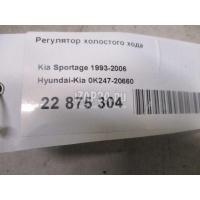 Регулятор холостого хода
Kia Sportage 1993-2006
Hyundai-Kia 0K247-20660
22 875 304